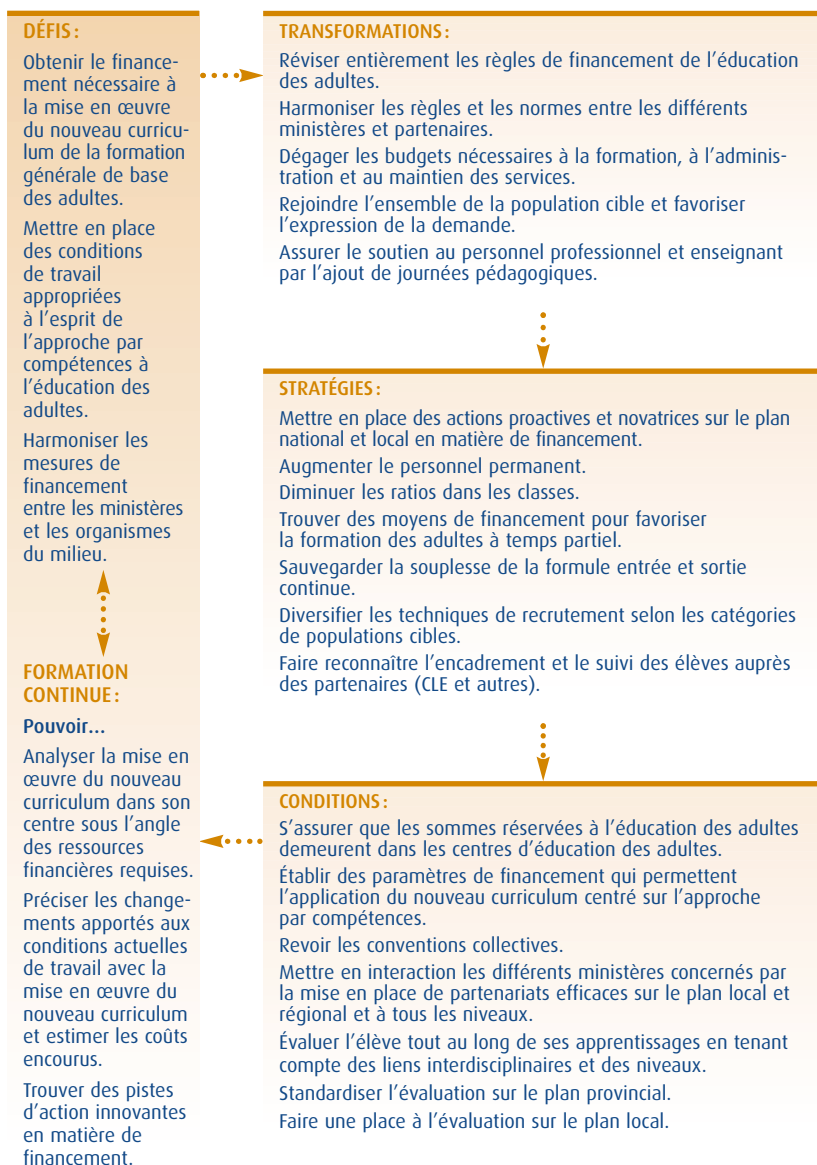 DÉFIS :
Obtenir le finance-
ment nécessaire à
la mise en œuvre
du nouveau curricu-
lum de la formation
générale de base
des adultes.
Mettre en place
des conditions
de travail
appropriées
à l’esprit de
l’approche par
compétences à
l’éducation des
adultes.
Harmoniser les
mesures de
financement
entre les ministères
et les organismes
du milieu.
FORMATION
CONTINUE :
Pouvoir…
Analyser la mise en
œuvre du nouveau
curriculum dans son
centre sous l’angle
des ressources
financières requises.
Préciser les change-
ments apportés aux
conditions actuelles
de travail avec la
mise en œuvre du
nouveau curriculum
et estimer les coûts
encourus.
Trouver des pistes
d’action innovantes
en matière de
financement.
TRANSFORMATIONS :
Réviser entièrement les règles de financement de l’éducation
des adultes.
Harmoniser les règles et les normes entre les différents
ministères et partenaires.
Dégager les budgets nécessaires à la formation, à l’adminis-
tration et au maintien des services.
Rejoindre l’ensemble de la population cible et favoriser
l’expression de la demande.
Assurer le soutien au personnel professionnel et enseignant
par l’ajout de journées pédagogiques.
STRATÉGIES :
Mettre en place des actions proactives et novatrices sur le plan
national et local en matière de financement.
Augmenter le personnel permanent.
Diminuer les ratios dans les classes.
Trouver des moyens de financement pour favoriser
la formation des adultes à temps partiel.
Sauvegarder la souplesse de la formule entrée et sortie
continue.
Diversifier les techniques de recrutement selon les catégories
de populations cibles.
Faire reconnaître l’encadrement et le suivi des élèves auprès
des partenaires (CLE et autres).
CONDITIONS :
S’assurer que les sommes réservées à l’éducation des adultes
demeurent dans les centres d’éducation des adultes.
Établir des paramètres de financement qui permettent
l’application du nouveau curriculum centré sur l’approche
par compétences.
Revoir les conventions collectives.
Mettre en interaction les différents ministères concernés par
la mise en place de partenariats efficaces sur le plan local et
régional et à tous les niveaux.
Évaluer l’élève tout au long de ses apprentissages en tenant
compte des liens interdisciplinaires et des niveaux.
Standardiser l’évaluation sur le plan provincial.
Faire une place à l’évaluation sur le plan local.